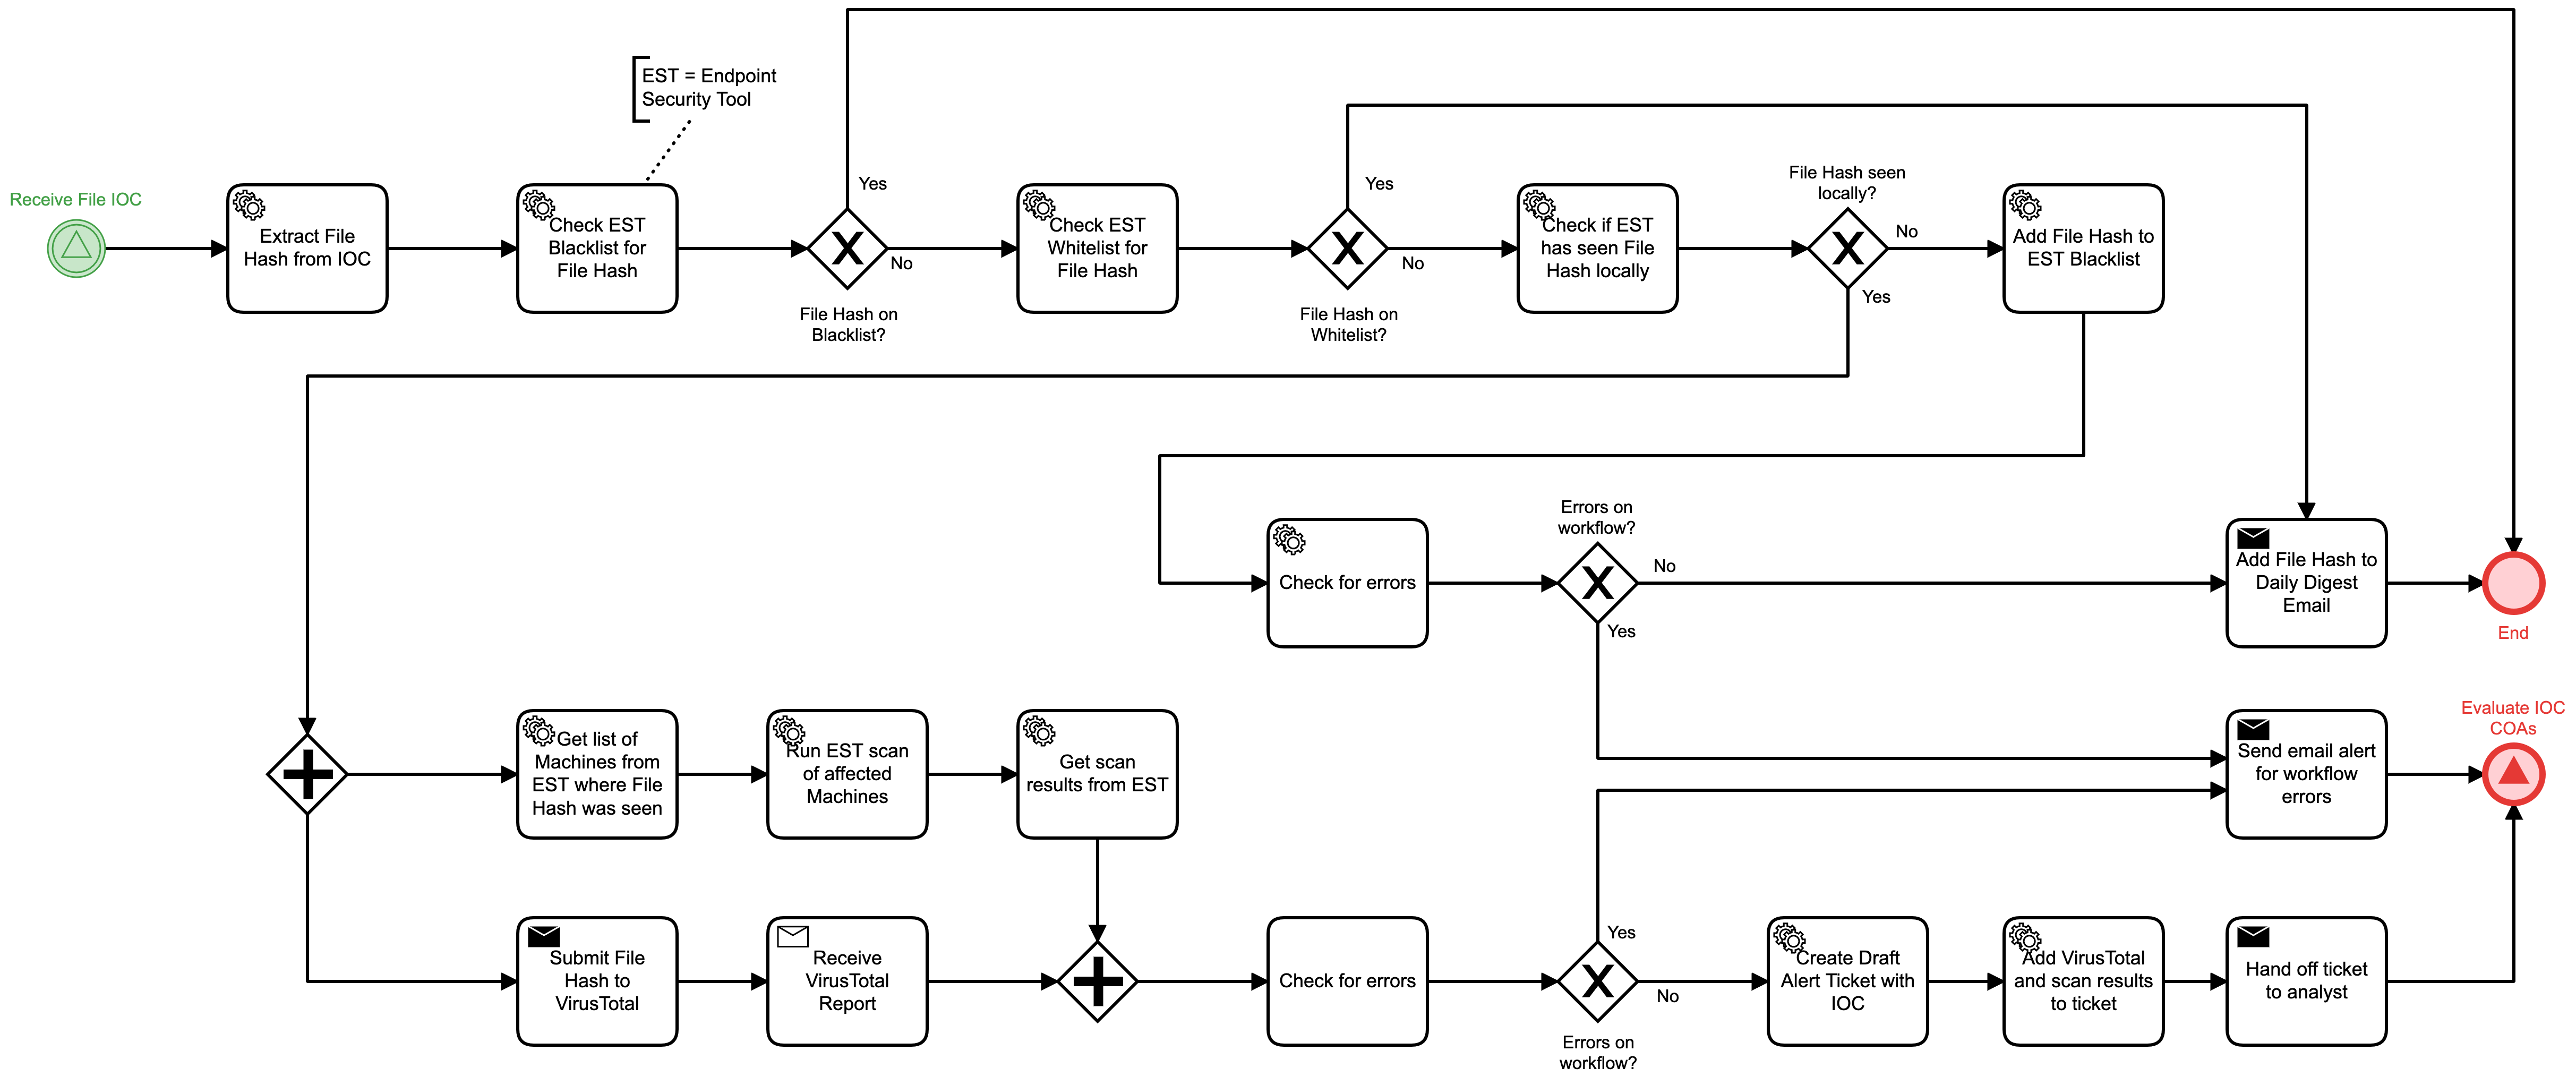 EST = Endpoint
Security Tool
Receive File IOC
Extract File
Hash from IOC
Check EST
Blacklist for
File Hash
Yes
No
File Hash on
Blacklist?
Check EST
Whitelist for
File Hash
Yes
No
File Hash on
Whitelist?
Check if EST
has seen File
Hash locally
File Hash seen
locally?
No
Yes
Add File Hash to
EST Blacklist
Check for errors
Errors on
workflow?
No
Yes
Add File Hash to
Daily Digest
Email
End
Get list of
Machines from
EST where File
Hash was seen
Run EST scan
of affected
Machines
Get scan
results from EST
Send email alert
for workflow
errors
Evaluate IOC
COAs
Submit File
Hash to
VirusTotal
Receive
VirusTotal
Report
Check for errors
Yes
No
Errors on
workflow?
Create Draft
Alert Ticket with
IOC
Add VirusTotal
and scan results
to ticket
Hand off ticket
to analyst